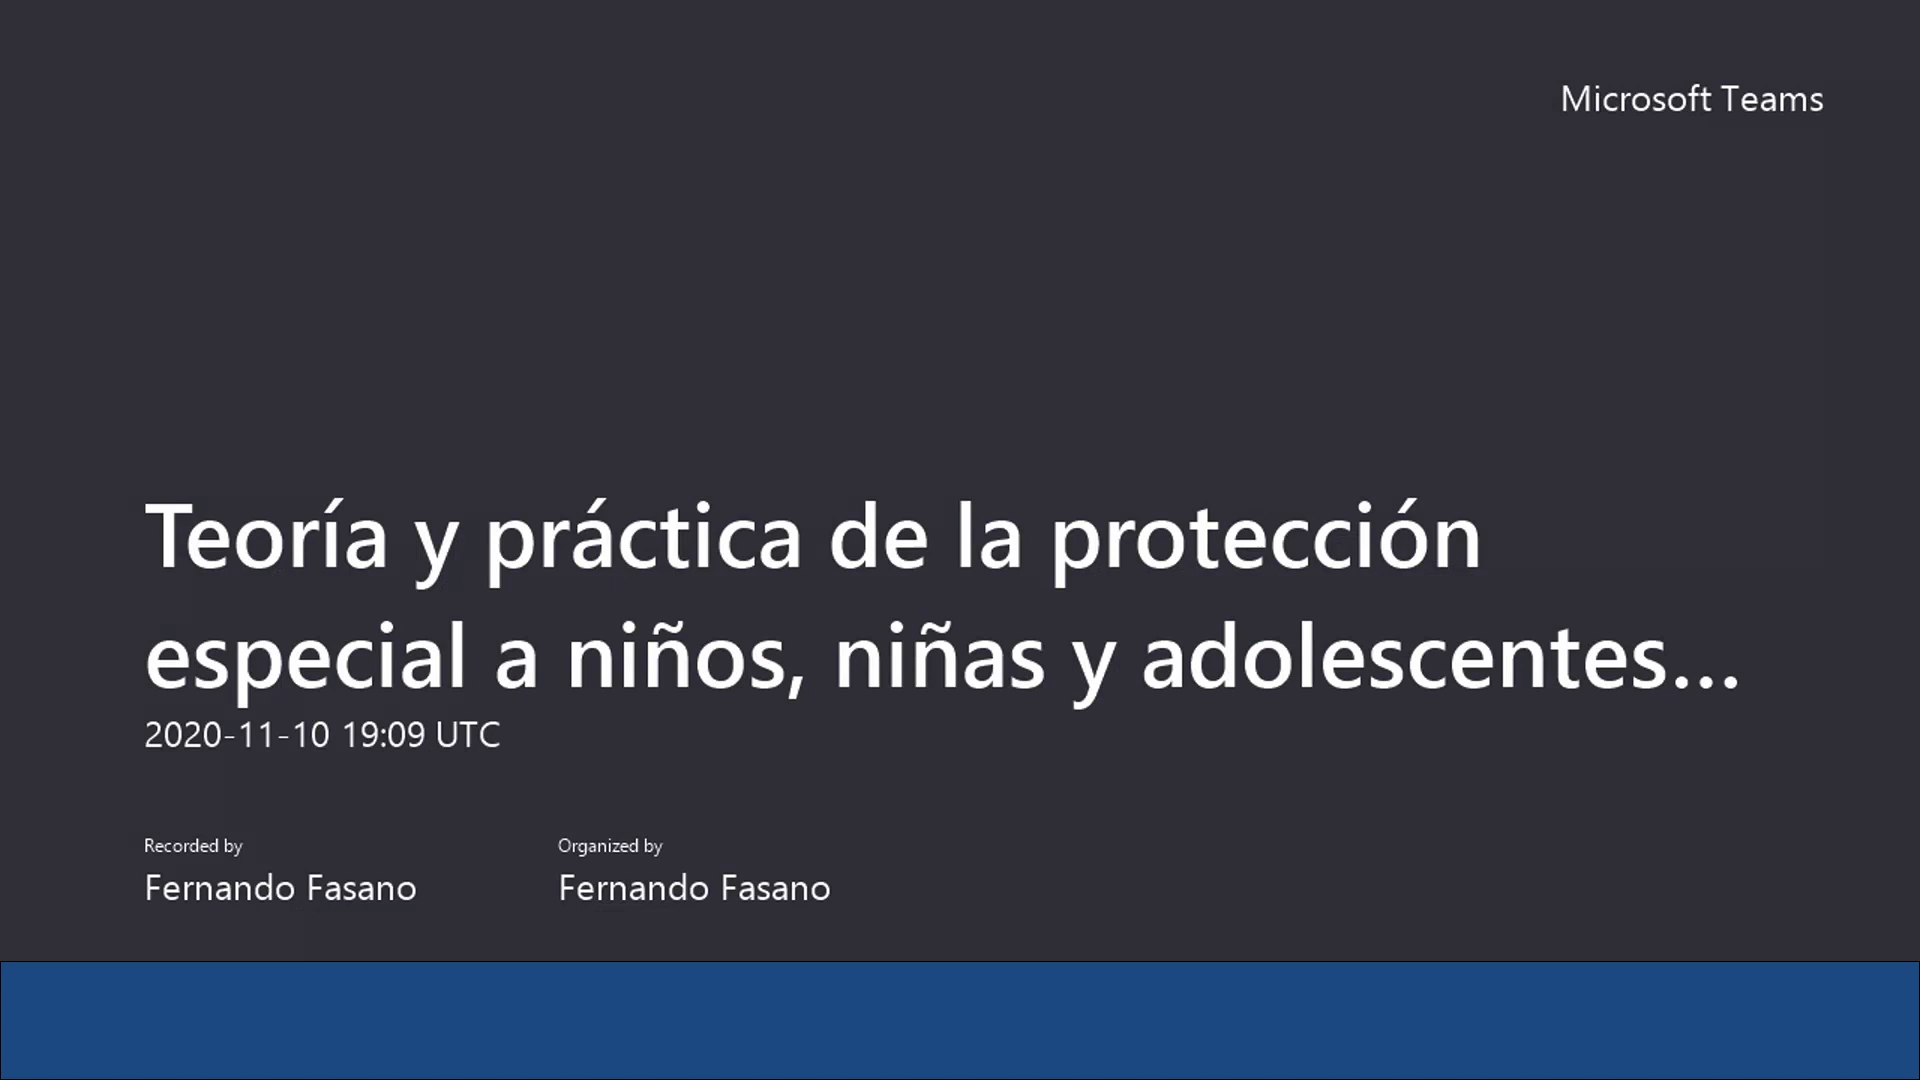 Microsoft Teams
Teoría y práctica de la protección
especial a niños, niñas y adolescentes...
2020-11-10 19:09 UTC
Recorded by
Organized by
Fernando Fasano
Fernando Fasano